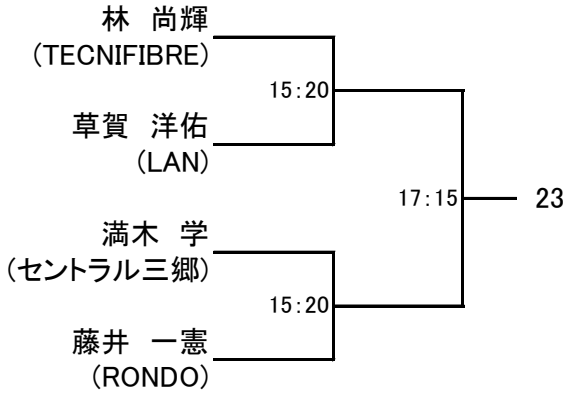 林　尚輝
(TECNIFIBRE)
15:20
草賀　洋佑
(LAN)
17:15
23
満木　学
(セントラル三郷)
15:20
藤井　一憲
(RONDO)